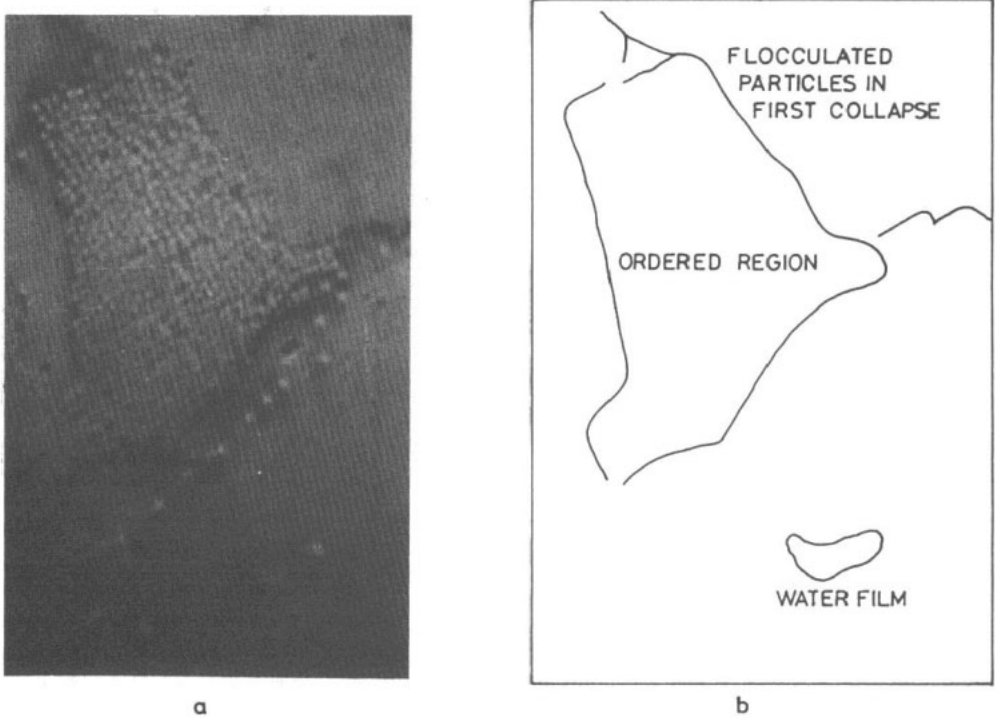 FLOCCULATED
PARTICLES IN
FIRST COLLAPSE
ORDERED REGION
WATER FILM
a
b